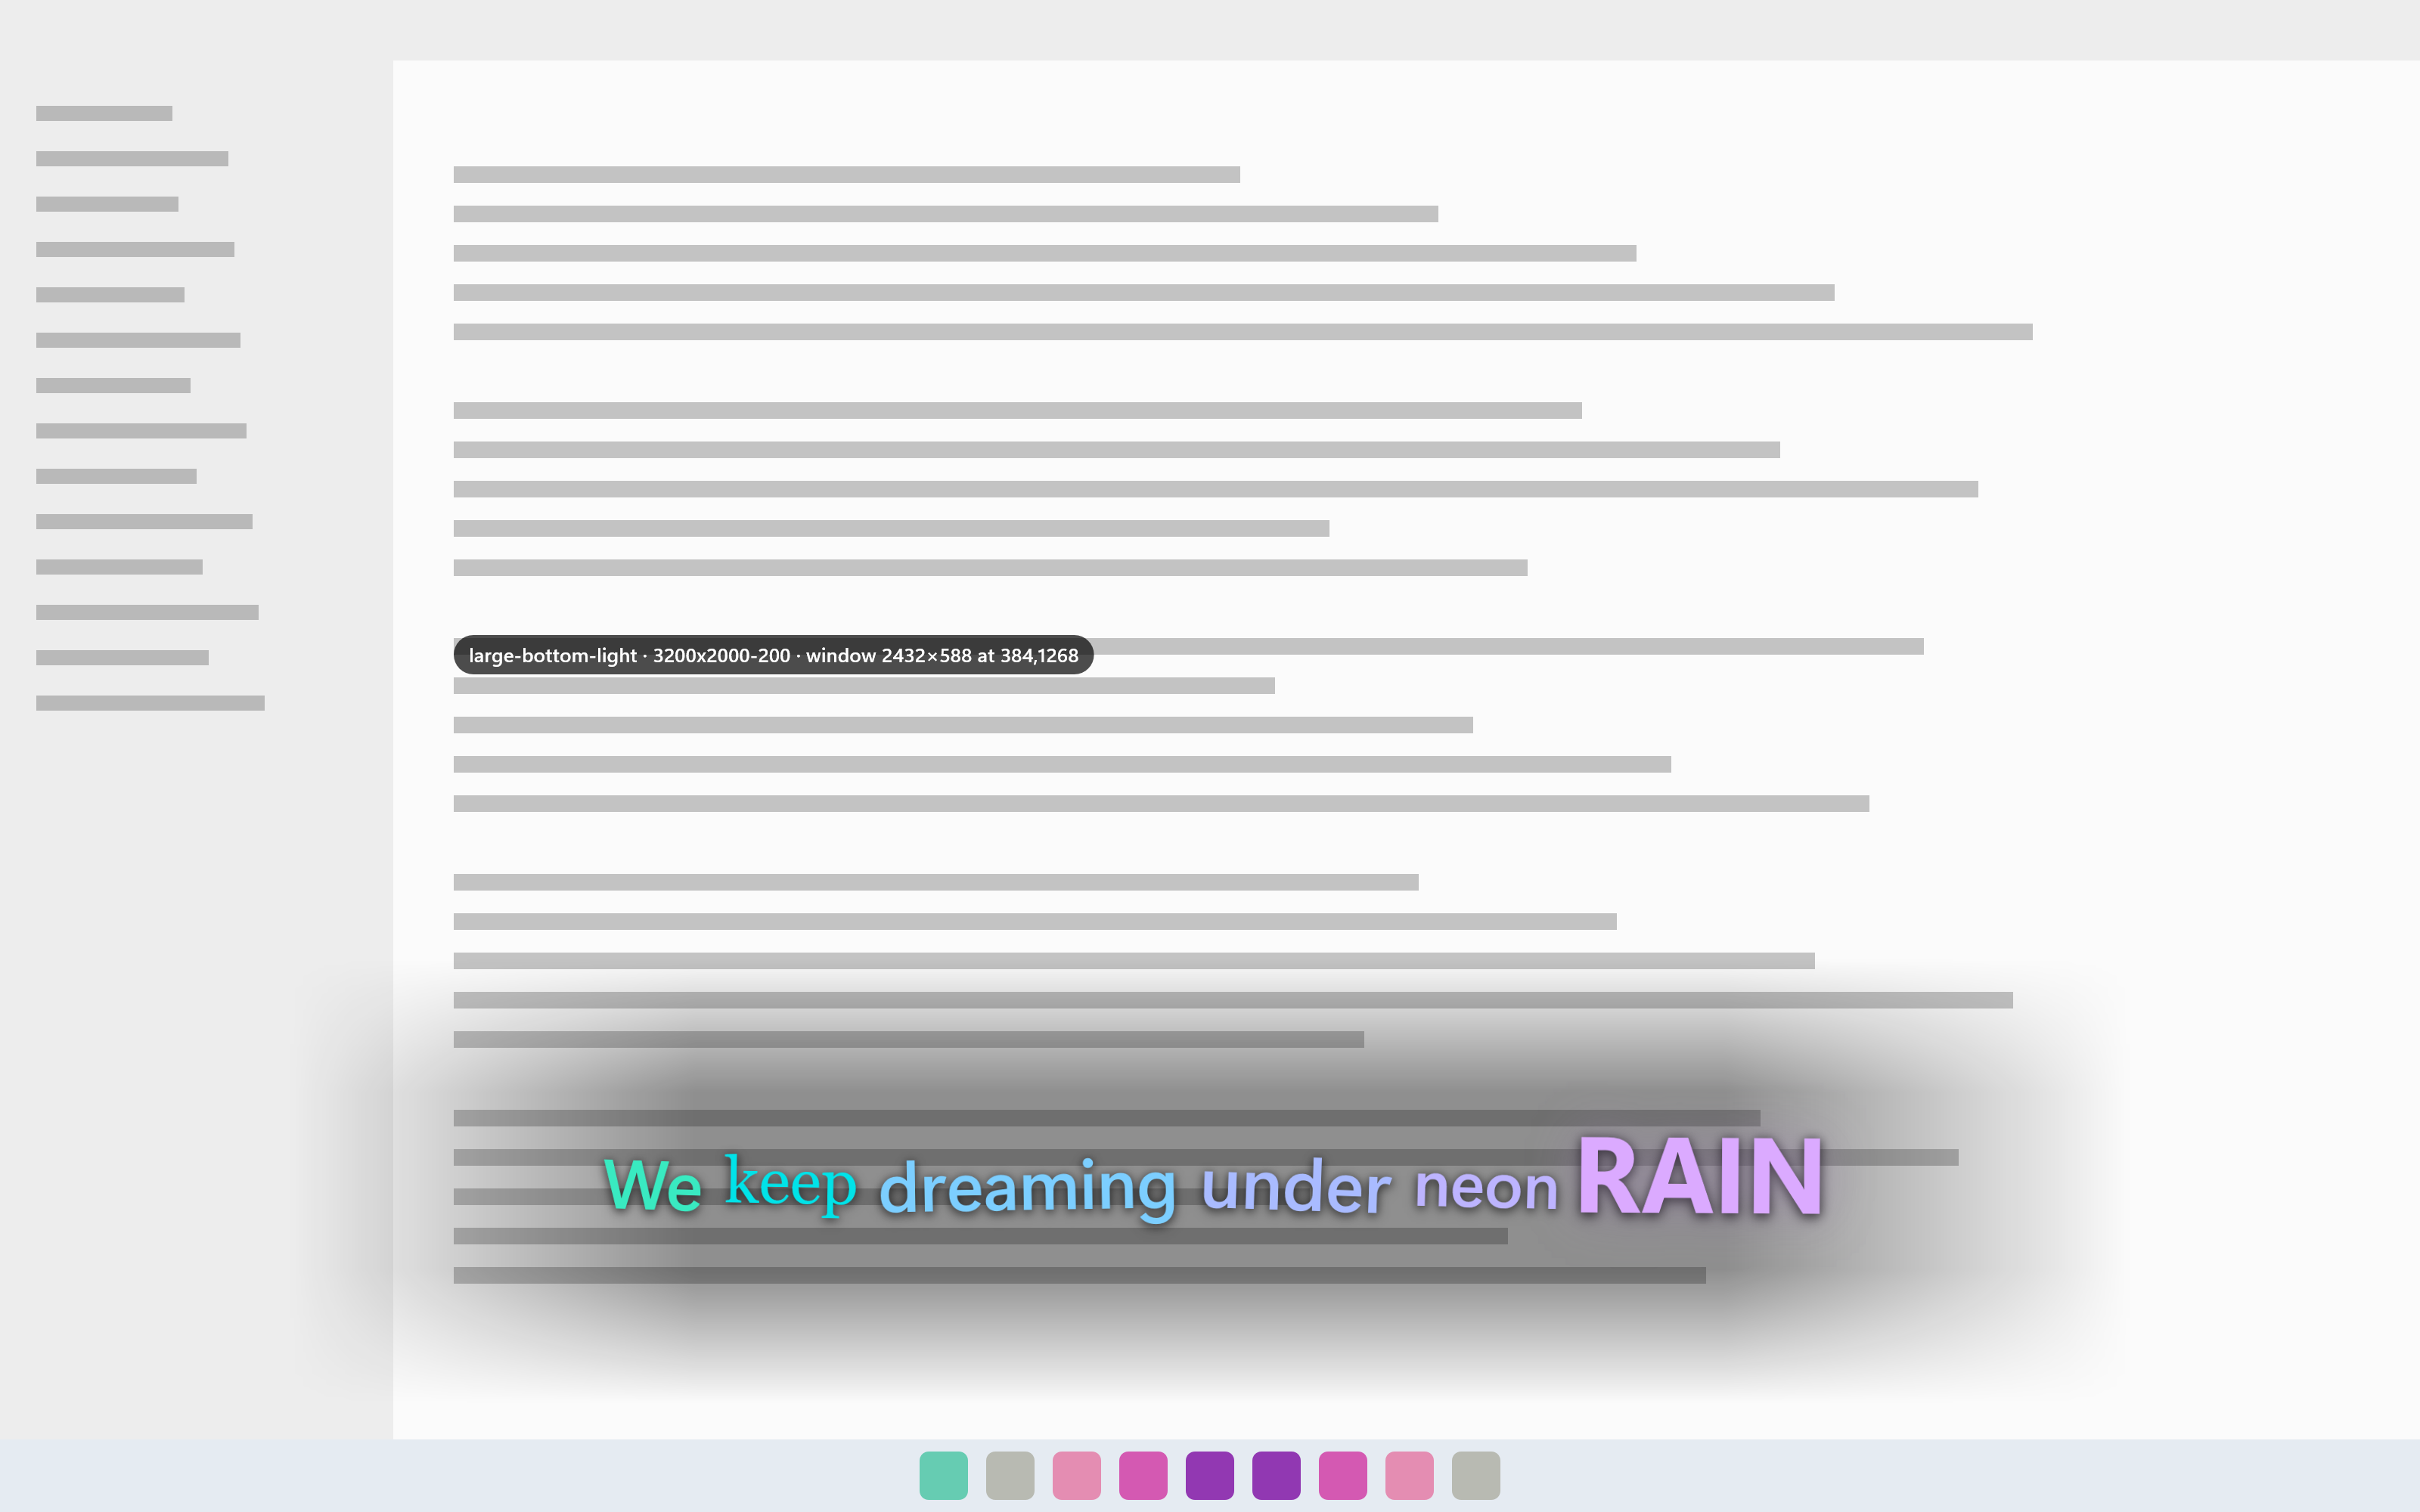 large-bottom-light · 3200x2000-200 · window 2432×588 at 384,1268
We keep dreaming under neon RAIN